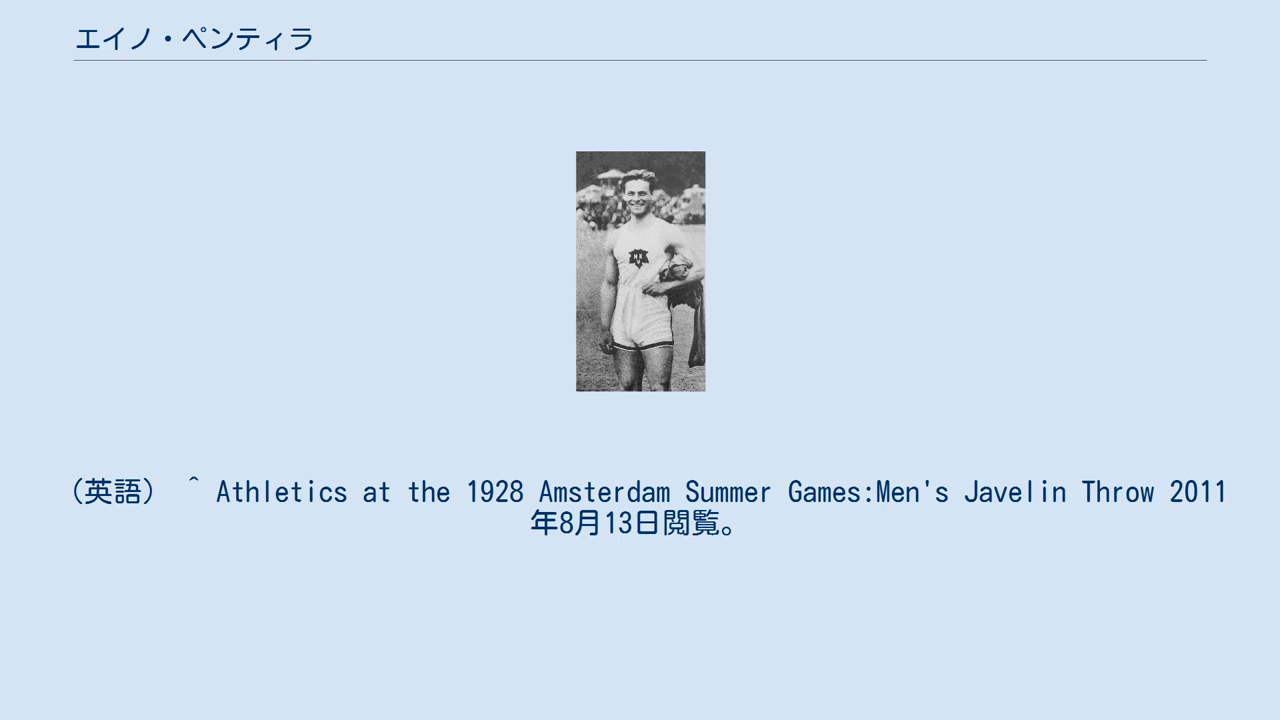 エイノ・ペンティラ
（英語） ^ Athletics at the 1928 Amsterdam Summer Games:Men's Javelin Throw 2011
年8月13日閲覧。